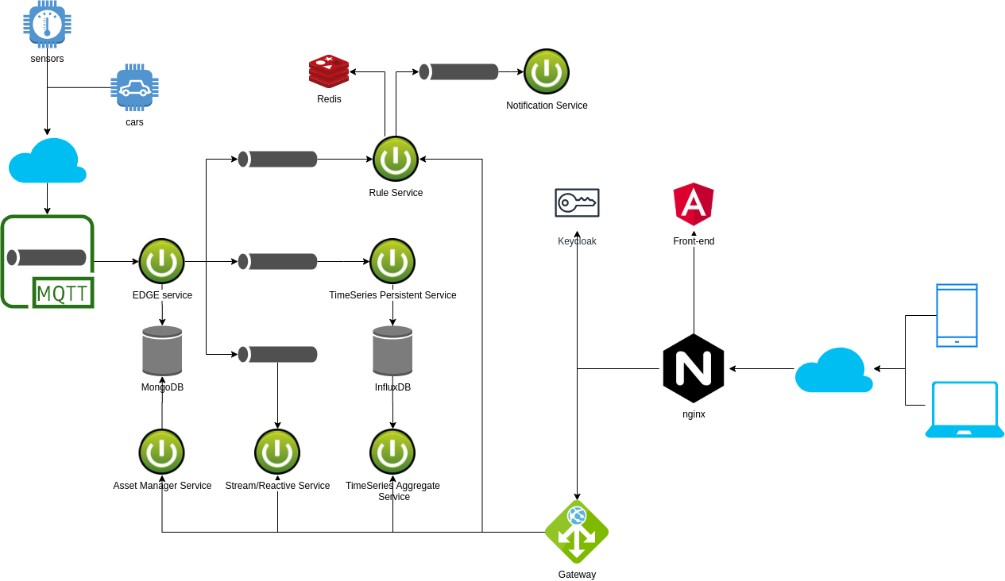 sensors
cars
Redis
Notification Service
Rule Service
Keycloak
A
Front-end
MQTT
EDGE service
TimeSeries Persistent Service
MongoDB
InfluxDB
N
nginx
Asset Manager Service
Stream/Reactive Service
TimeSeries Aggregate
Service
Gateway